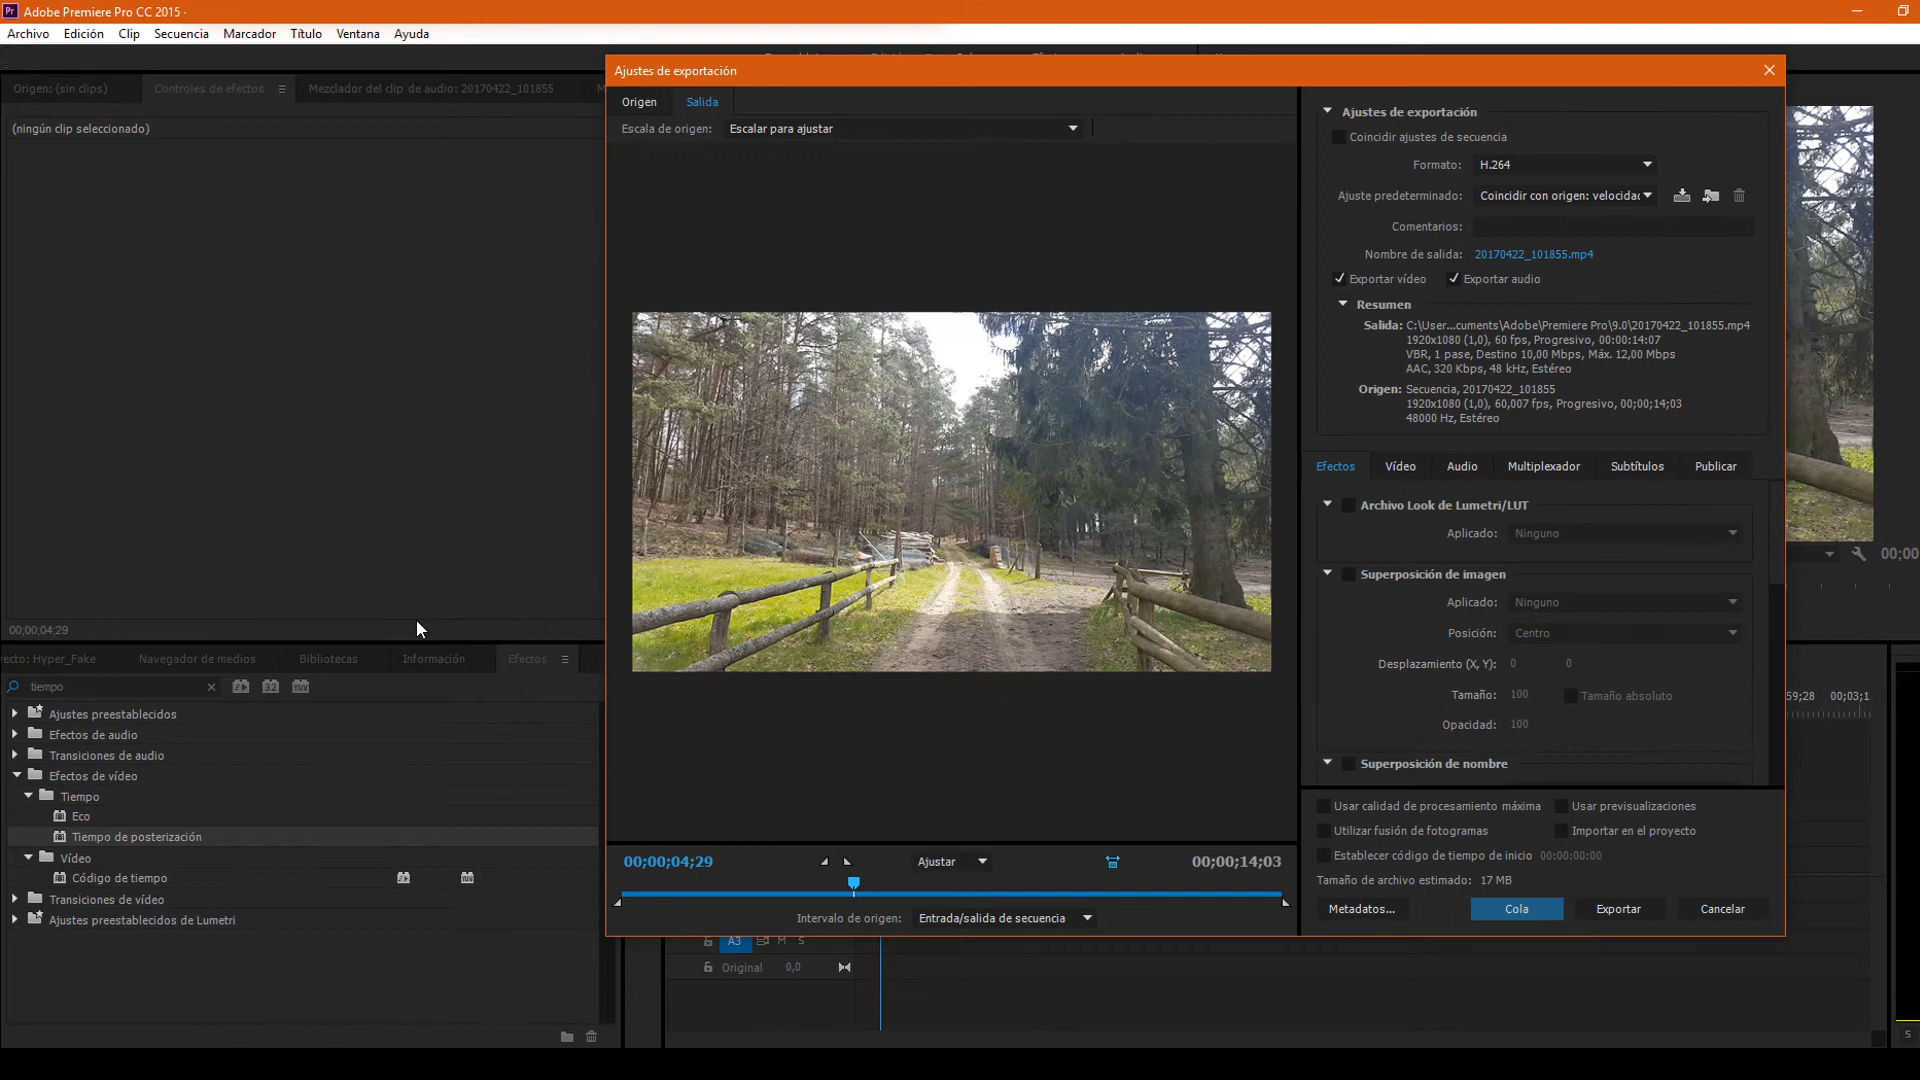 Adobe Premiere Pro CC 2015 -
Archivo Edición Clip Secuencia Marcador Título Ventana Ayuda
Origen: (sin clips) Controles de efectos Mezclador del clip de audio: 20170422_101855
(ningún clip seleccionado)
00;00;04;29
Ajustes de exportación
Origen Salida
Escala de origen: Escalar para ajustar
00;00;04;29 Ajustar 00;00;14;03
Intervalo de origen: Entrada/salida de secuencia
Ajustes de exportación
Coincidir ajustes de secuencia
Formato: H.264
Ajuste predeterminado: Coincidir con origen: velocidad
Comentarios:
Nombre de salida: 20170422_101855.mp4
Exportar vídeo Exportar audio
Resumen
Salida: C:\User...cuments\Adobe\Premiere Pro\9.0\20170422_101855.mp4
1920x1080 (1,0), 60 fps, Progresivo, 00:00:14:07
VBR, 1 pase, Destino 10,00 Mbps, Máx. 12,00 Mbps
AAC, 320 Kbps, 48 kHz, Estéreo
Origen: Secuencia, 20170422_101855
1920x1080 (1,0), 60,007 fps, Progresivo, 00;00;14;03
48000 Hz, Estéreo
Efectos Vídeo Audio Multiplexador Subtítulos Publicar
Archivo Look de Lumetri/LUT
Aplicado: Ninguno
Superposición de imagen
Aplicado: Ninguno
Posición: Centro
Desplazamiento (X, Y): 0 0
Tamaño: 100 Tamaño absoluto
Opacidad: 100
Superposición de nombre
Usar calidad de procesamiento máxima Usar previsualizaciones
Utilizar fusión de fotogramas Importar en el proyecto
Establecer código de tiempo de inicio 00:00:00:00
Tamaño de archivo estimado: 17 MB
Metadatos... Cola Exportar Cancelar
yecto: Hyper_Fake Navegador de medios Bibliotecas Información Efectos
tiempo
Ajustes preestablecidos
Efectos de audio
Transiciones de audio
Efectos de vídeo
Tiempo
Eco
Tiempo de posterización
Vídeo
Código de tiempo
Transiciones de vídeo
Ajustes preestablecidos de Lumetri
A3 M S
Original 0,0
00;00
59;28 00;03;1
S